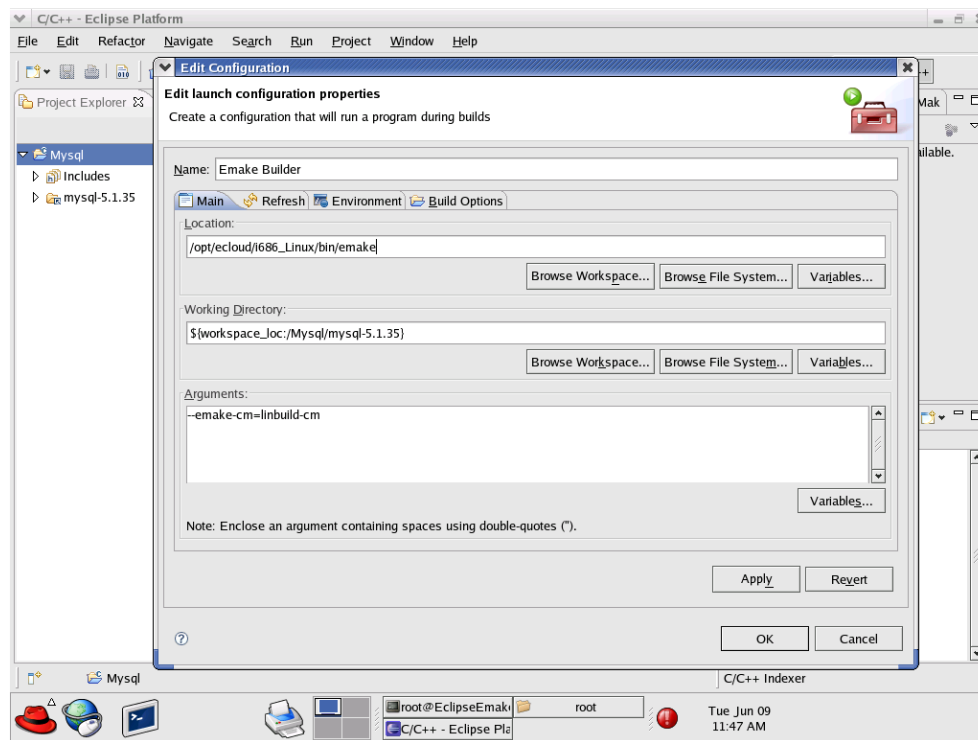 C/C++ - Eclipse Platform
File Edit Refactor Navigate Search Run Project Window Help
Edit Configuration
Project Explorer
Mysql
Includes
mysql-5.1.35
Edit launch configuration properties
Create a configuration that will run a program during builds
Name: Emake Builder
Main Refresh Environment Build Options
Location:
/opt/ecloud/i686_Linux/bin/emake
Browse Workspace... Browse File System... Variables...
Working Directory:
${workspace_loc:/Mysql/mysql-5.1.35}
Browse Workspace... Browse File System... Variables...
Arguments:
--emake-cm=linbuild-cm
Variables...
Note: Enclose an argument containing spaces using double-quotes (").
Apply Revert
OK Cancel
Mak
ilable.
Mysql
C/C++ Indexer
root@EclipseEmak
root
C/C++ - Eclipse Pla
Tue Jun 09
11:47 AM